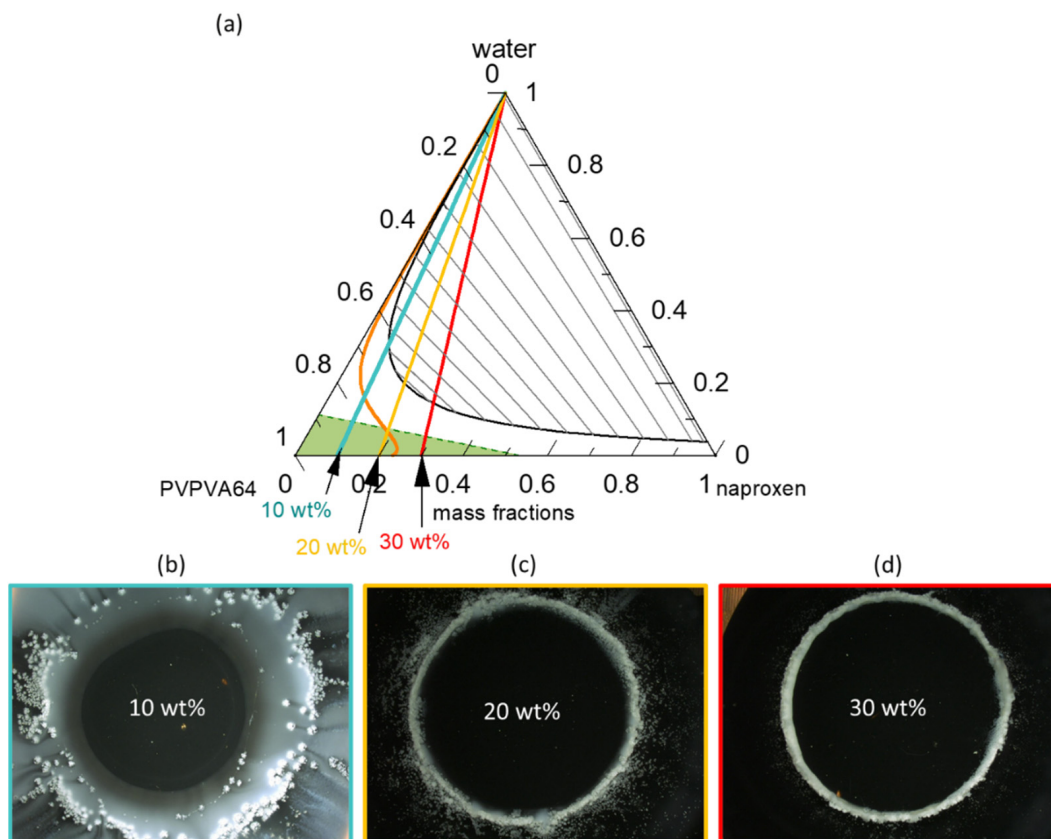 (a)
water
0
1
0.2
0.8
0.4
0.6
0.6
0.4
0.8
0.2
1
0
PVPVA64 0 0.2 0.4 0.6 0.8 1 naproxen
10 wt%
mass fractions
20 wt%
30 wt%
(b)
(c)
(d)
10 wt%
20 wt%
30 wt%